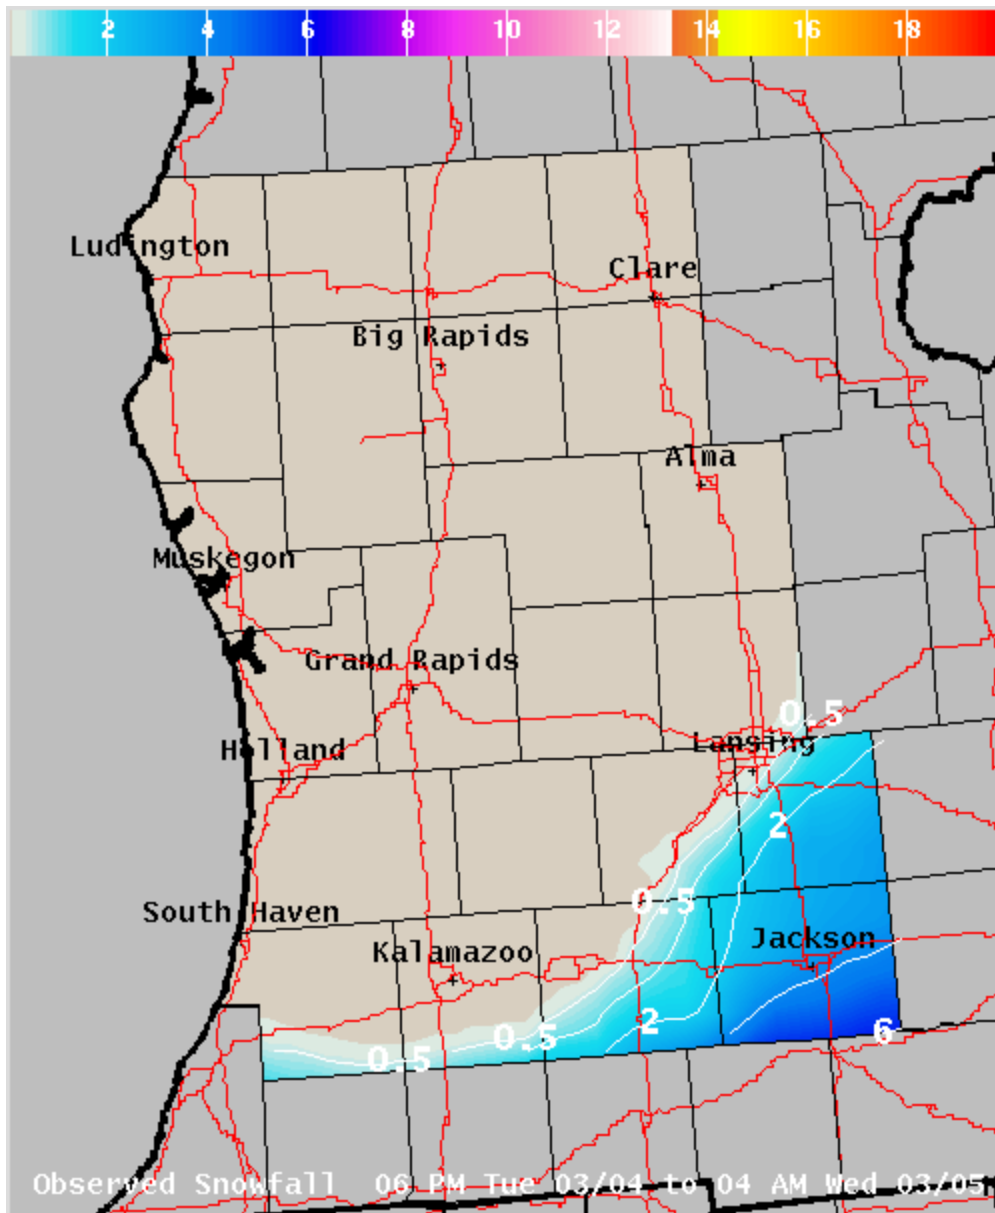 2 4 6 8 10 12 14 16 18
Ludington
Clare
Big Rapids
Alma
Muskegon
Grand Rapids
0.5
Holland
Lansing
2
0.5
South Haven
Jackson
Kalamazoo
2
6
0.5
0.5
Observed Snowfall 06 PM Tue 03/04 to 04 AM Wed 03/05